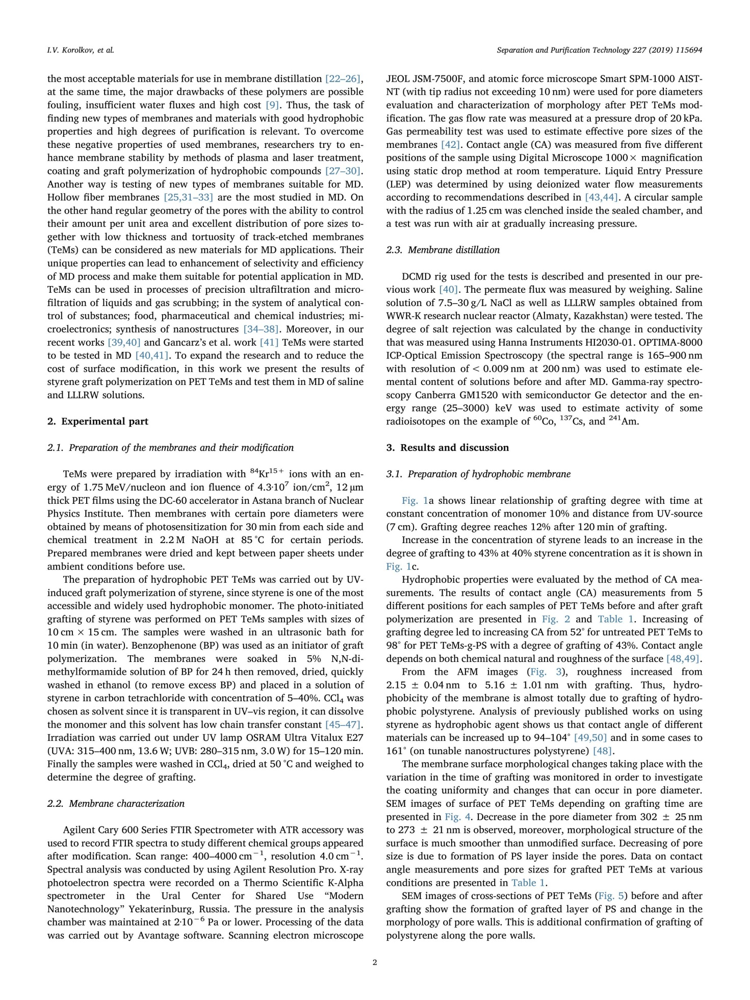 I.V. Korolkov, et al.
Separation and Purification Technology 227 (2019) 115694
the most acceptable materials for use in membrane distillation [22–26],
at the same time, the major drawbacks of these polymers are possible
fouling, insufficient water fluxes and high cost [9]. Thus, the task of
finding new types of membranes and materials with good hydrophobic
properties and high degrees of purification is relevant. To overcome
these negative properties of used membranes, researchers try to en-
hance membrane stability by methods of plasma and laser treatment,
coating and graft polymerization of hydrophobic compounds [27–30].
Another way is testing of new types of membranes suitable for MD.
Hollow fiber membranes [25,31–33] are the most studied in MD. On
the other hand regular geometry of the pores with the ability to control
their amount per unit area and excellent distribution of pore sizes to-
gether with low thickness and tortuosity of track-etched membranes
(TeMs) can be considered as new materials for MD applications. Their
unique properties can lead to enhancement of selectivity and efficiency
of MD process and make them suitable for potential application in MD.
TeMs can be used in processes of precision ultrafiltration and micro-
filtration of liquids and gas scrubbing; in the system of analytical con-
trol of substances; food, pharmaceutical and chemical industries; mi-
croelectronics; synthesis of nanostructures [34–38]. Moreover, in our
recent works [39,40] and Gancarz's et al. work [41] TeMs were started
to be tested in MD [40,41]. To expand the research and to reduce the
cost of surface modification, in this work we present the results of
styrene graft polymerization on PET TeMs and test them in MD of saline
and LLLRW solutions.
2. Experimental part
2.1. Preparation of the membranes and their modification
TeMs were prepared by irradiation with ⁸⁴Kr¹⁵⁺ ions with an en-
ergy of 1.75 MeV/nucleon and ion fluence of 4.3·10⁷ ion/cm², 12 μm
thick PET films using the DC-60 accelerator in Astana branch of Nuclear
Physics Institute. Then membranes with certain pore diameters were
obtained by means of photosensitization for 30 min from each side and
chemical treatment in 2.2 M NaOH at 85 °C for certain periods.
Prepared membranes were dried and kept between paper sheets under
ambient conditions before use.
The preparation of hydrophobic PET TeMs was carried out by UV-
induced graft polymerization of styrene, since styrene is one of the most
accessible and widely used hydrophobic monomer. The photo-initiated
grafting of styrene was performed on PET TeMs samples with sizes of
10 cm × 15 cm. The samples were washed in an ultrasonic bath for
10 min (in water). Benzophenone (BP) was used as an initiator of graft
polymerization. The membranes were soaked in 5% N,N-di-
methylformamide solution of BP for 24 h then removed, dried, quickly
washed in ethanol (to remove excess BP) and placed in a solution of
styrene in carbon tetrachloride with concentration of 5–40%. CCl₄ was
chosen as solvent since it is transparent in UV–vis region, it can dissolve
the monomer and this solvent has low chain transfer constant [45–47].
Irradiation was carried out under UV lamp OSRAM Ultra Vitalux E27
(UVA: 315–400 nm, 13.6 W; UVB: 280–315 nm, 3.0 W) for 15–120 min.
Finally the samples were washed in CCl₄, dried at 50 °C and weighed to
determine the degree of grafting.
2.2. Membrane characterization
Agilent Cary 600 Series FTIR Spectrometer with ATR accessory was
used to record FTIR spectra to study different chemical groups appeared
after modification. Scan range: 400–4000 cm⁻¹, resolution 4.0 cm⁻¹.
Spectral analysis was conducted by using Agilent Resolution Pro. X-ray
photoelectron spectra were recorded on a Thermo Scientific K-Alpha
spectrometer in the Ural Center for Shared Use "Modern
Nanotechnology" Yekaterinburg, Russia. The pressure in the analysis
chamber was maintained at 2·10⁻⁶ Pa or lower. Processing of the data
was carried out by Avantage software. Scanning electron microscope
JEOL JSM-7500F, and atomic force microscope Smart SPM-1000 AIST-
NT (with tip radius not exceeding 10 nm) were used for pore diameters
evaluation and characterization of morphology after PET TeMs mod-
ification. The gas flow rate was measured at a pressure drop of 20 kPa.
Gas permeability test was used to estimate effective pore sizes of the
membranes [42]. Contact angle (CA) was measured from five different
positions of the sample using Digital Microscope 1000× magnification
using static drop method at room temperature. Liquid Entry Pressure
(LEP) was determined by using deionized water flow measurements
according to recommendations described in [43,44]. A circular sample
with the radius of 1.25 cm was clenched inside the sealed chamber, and
a test was run with air at gradually increasing pressure.
2.3. Membrane distillation
DCMD rig used for the tests is described and presented in our pre-
vious work [40]. The permeate flux was measured by weighing. Saline
solution of 7.5–30 g/L NaCl as well as LLLRW samples obtained from
WWR-K research nuclear reactor (Almaty, Kazakhstan) were tested. The
degree of salt rejection was calculated by the change in conductivity
that was measured using Hanna Instruments HI2030-01. OPTIMA-8000
ICP-Optical Emission Spectroscopy (the spectral range is 165–900 nm
with resolution of < 0.009 nm at 200 nm) was used to estimate ele-
mental content of solutions before and after MD. Gamma-ray spectro-
scopy Canberra GM1520 with semiconductor Ge detector and the en-
ergy range (25–3000) keV was used to estimate activity of some
radioisotopes on the example of ⁶⁰Co, ¹³⁷Cs, and ²⁴¹Am.
3. Results and discussion
3.1. Preparation of hydrophobic membrane
Fig. 1a shows linear relationship of grafting degree with time at
constant concentration of monomer 10% and distance from UV-source
(7 cm). Grafting degree reaches 12% after 120 min of grafting.
Increase in the concentration of styrene leads to an increase in the
degree of grafting to 43% at 40% styrene concentration as it is shown in
Fig. 1c.
Hydrophobic properties were evaluated by the method of CA mea-
surements. The results of contact angle (CA) measurements from 5
different positions for each samples of PET TeMs before and after graft
polymerization are presented in Fig. 2 and Table 1. Increasing of
grafting degree led to increasing CA from 52° for untreated PET TeMs to
98° for PET TeMs-g-PS with a degree of grafting of 43%. Contact angle
depends on both chemical natural and roughness of the surface [48,49].
From the AFM images (Fig. 3), roughness increased from
2.15 ± 0.04 nm to 5.16 ± 1.01 nm with grafting. Thus, hydro-
phobicity of the membrane is almost totally due to grafting of hydro-
phobic polystyrene. Analysis of previously published works on using
styrene as hydrophobic agent shows us that contact angle of different
materials can be increased up to 94–104° [49,50] and in some cases to
161° (on tunable nanostructures polystyrene) [48].
The membrane surface morphological changes taking place with the
variation in the time of grafting was monitored in order to investigate
the coating uniformity and changes that can occur in pore diameter.
SEM images of surface of PET TeMs depending on grafting time are
presented in Fig. 4. Decrease in the pore diameter from 302 ± 25 nm
to 273 ± 21 nm is observed, moreover, morphological structure of the
surface is much smoother than unmodified surface. Decreasing of pore
size is due to formation of PS layer inside the pores. Data on contact
angle measurements and pore sizes for grafted PET TeMs at various
conditions are presented in Table 1.
SEM images of cross-sections of PET TeMs (Fig. 5) before and after
grafting show the formation of grafted layer of PS and change in the
morphology of pore walls. This is additional confirmation of grafting of
polystyrene along the pore walls.
2